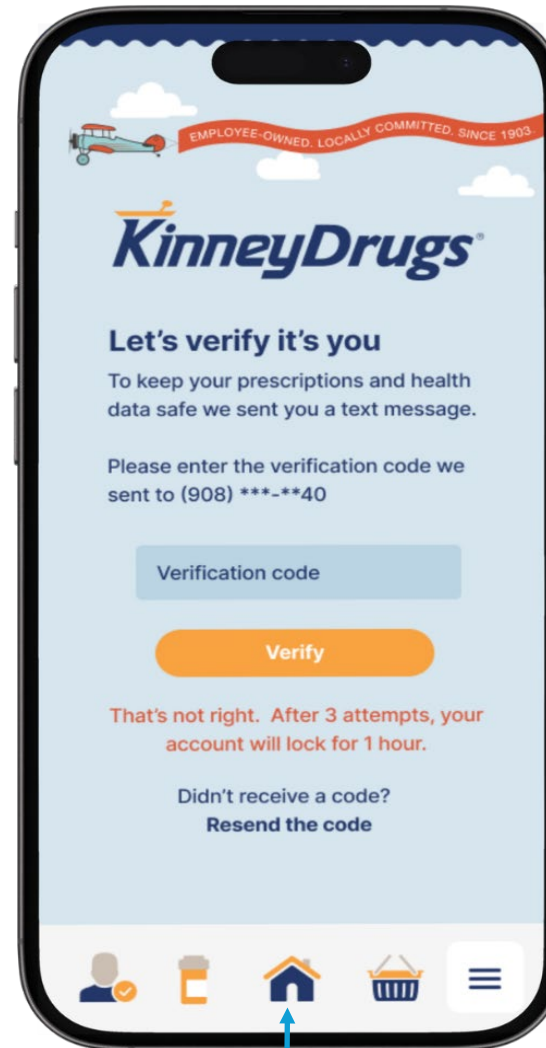 EMPLOYEE-OWNED. LOCALLY COMMITTED. SINCE 1903.
KinneyDrugs®
Let's verify it's you
To keep your prescriptions and health
data safe we sent you a text message.
Please enter the verification code we
sent to (908) ***-**40
Verification code
Verify
That's not right.  After 3 attempts, your
account will lock for 1 hour.
Didn't receive a code?
Resend the code